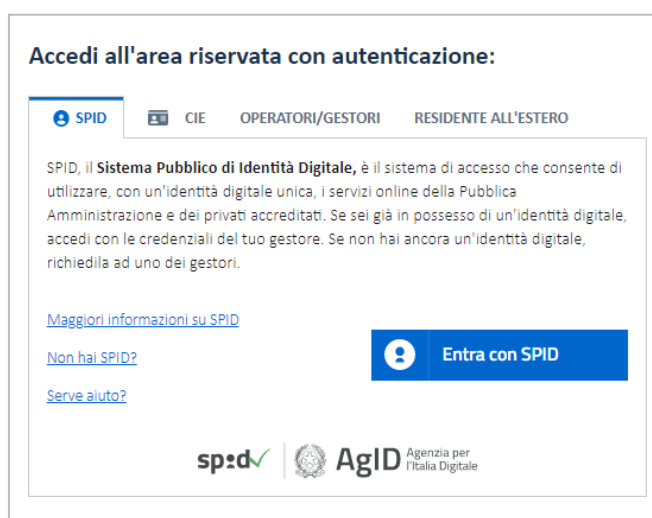 Accedi all'area riservata con autenticazione:
SPID CIE OPERATORI/GESTORI RESIDENTE ALL'ESTERO
SPID, il Sistema Pubblico di Identità Digitale, è il sistema di accesso che consente di
utilizzare, con un'identità digitale unica, i servizi online della Pubblica
Amministrazione e dei privati accreditati. Se sei già in possesso di un'identità digitale,
accedi con le credenziali del tuo gestore. Se non hai ancora un'identità digitale,
richiedila ad uno dei gestori.
Maggiori informazioni su SPID
Non hai SPID?
Entra con SPID
Serve aiuto?
spid AgID Agenzia per
l'Italia Digitale